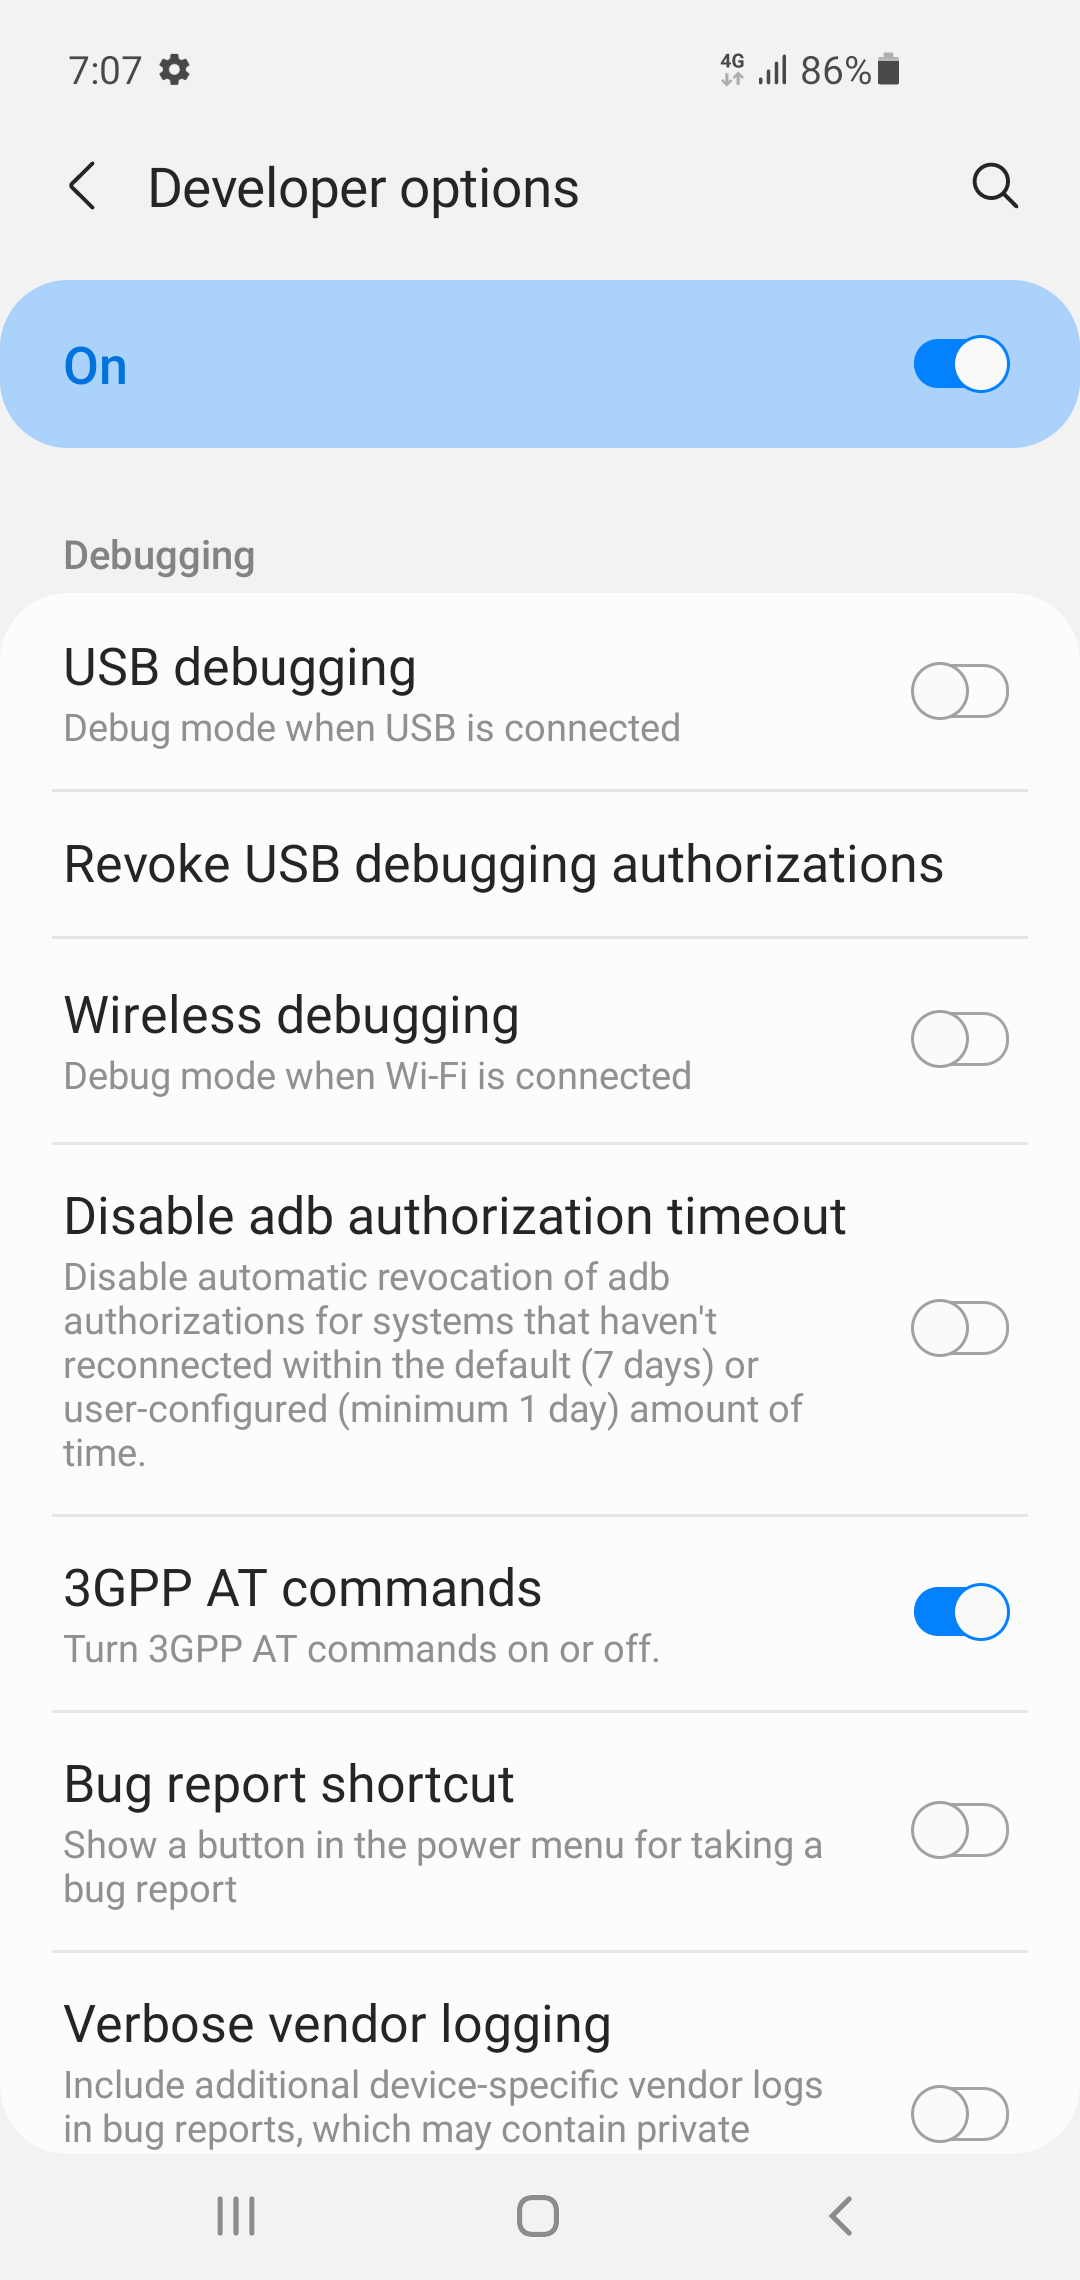 7:07
4G 86%
Developer options
On
Debugging
USB debugging
Debug mode when USB is connected
Revoke USB debugging authorizations
Wireless debugging
Debug mode when Wi-Fi is connected
Disable adb authorization timeout
Disable automatic revocation of adb
authorizations for systems that haven't
reconnected within the default (7 days) or
user-configured (minimum 1 day) amount of
time.
3GPP AT commands
Turn 3GPP AT commands on or off.
Bug report shortcut
Show a button in the power menu for taking a
bug report
Verbose vendor logging
Include additional device-specific vendor logs
in bug reports, which may contain private